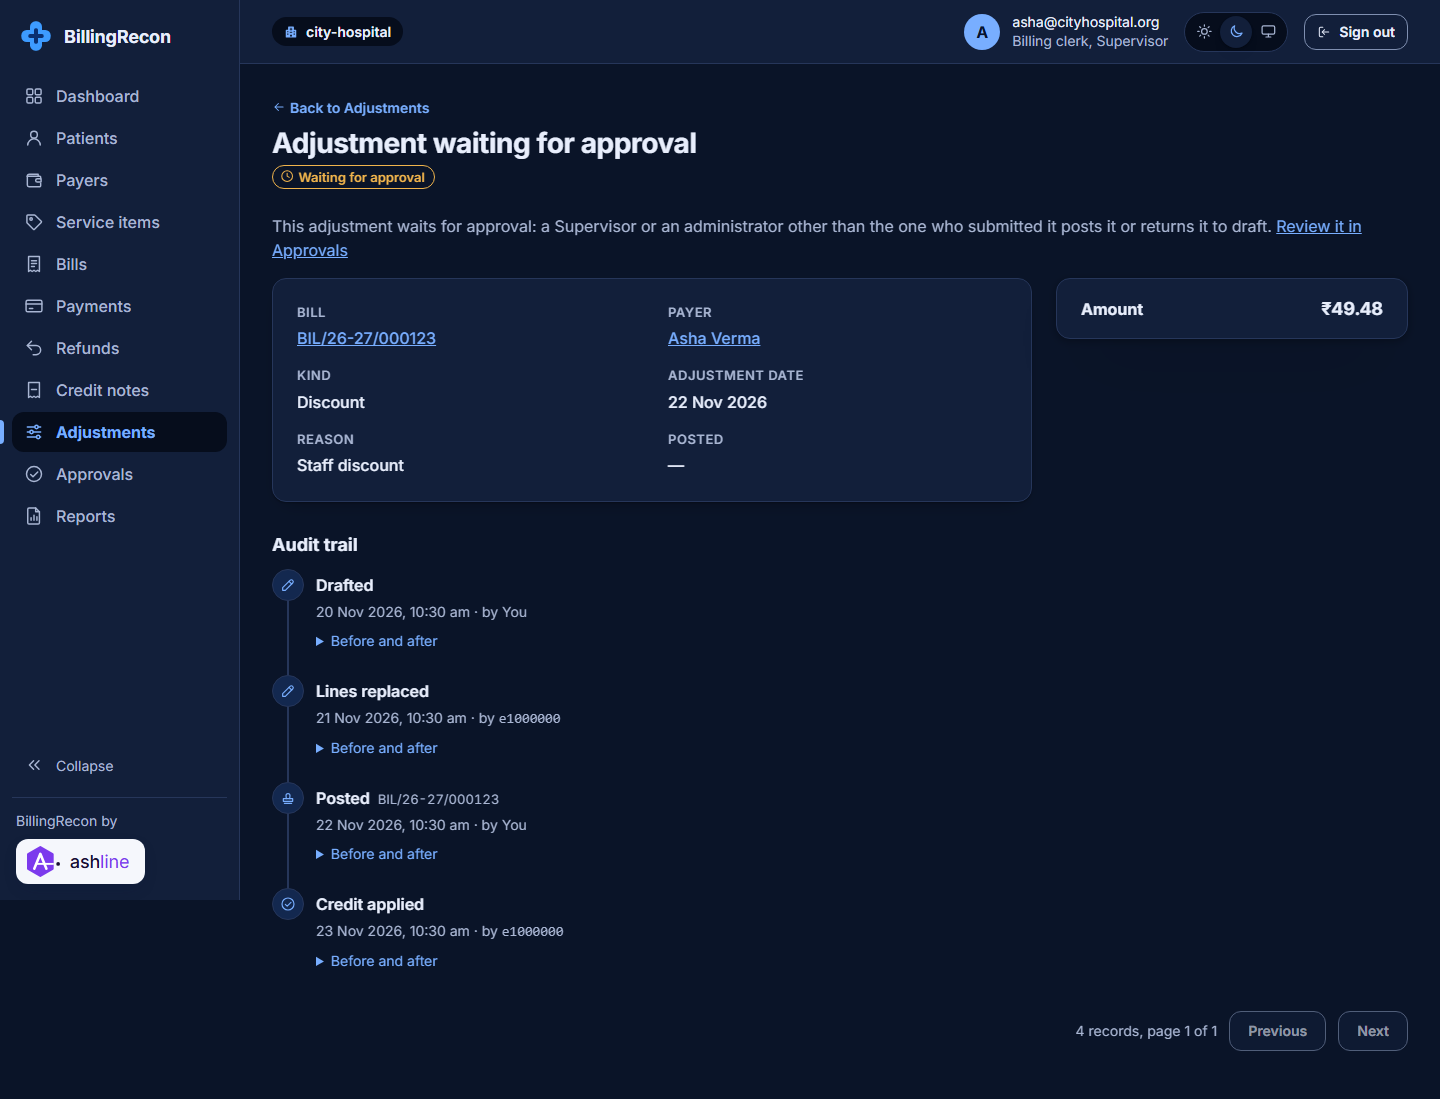 BillingRecon
city-hospital
A
asha@cityhospital.org
Billing clerk, Supervisor
Sign out
Dashboard
Patients
Payers
Service items
Bills
Payments
Refunds
Credit notes
Adjustments
Approvals
Reports
Collapse
BillingRecon by
A
ashline
Back to Adjustments
Adjustment waiting for approval
Waiting for approval
This adjustment waits for approval: a Supervisor or an administrator other than the one who submitted it posts it or returns it to draft. Review it in
Approvals
BILL
BIL/26-27/000123
PAYER
Asha Verma
KIND
Discount
ADJUSTMENT DATE
22 Nov 2026
REASON
Staff discount
POSTED
—
Amount ₹49.48
Audit trail
Drafted
20 Nov 2026, 10:30 am · by You
Before and after
Lines replaced
21 Nov 2026, 10:30 am · by e1000000
Before and after
Posted BIL/26-27/000123
22 Nov 2026, 10:30 am · by You
Before and after
Credit applied
23 Nov 2026, 10:30 am · by e1000000
Before and after
4 records, page 1 of 1 Previous Next